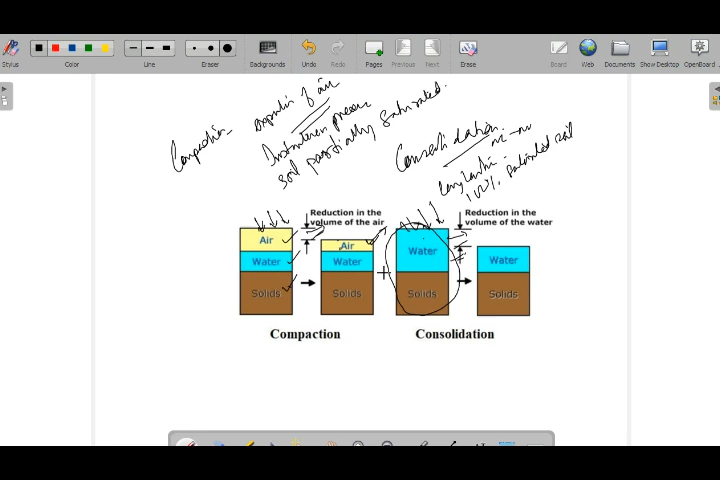 Stylus
Color
Line
Eraser
Backgrounds
Undo
Redo
Pages
Previous
Next
Erase
Board
Web
Documents
Show Desktop
OpenBoard
Compaction
Expulsion of air
Instantaneous process
soil partially saturated.
Consolidation
100% saturated soil
Reduction in the
volume of the air
Air
Water
Solids
Air
Water
Solids
Compaction
Reduction in the
volume of the water
Water
Solids
Water
Solids
Consolidation